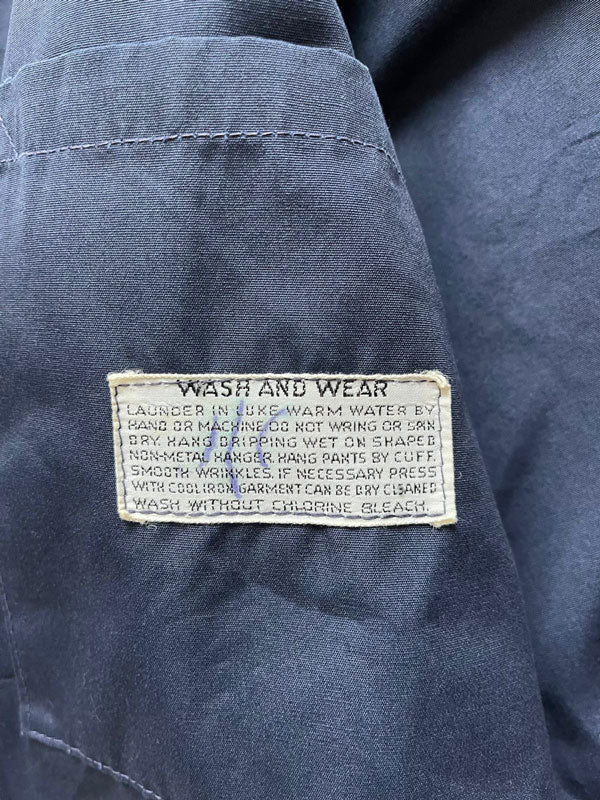 WASH AND WEAR
LAUNDER IN LUKE WARM WATER BY
HAND OR MACHINE. DO NOT WRING OR SPIN
DRY. HANG DRIPPING WET ON SHAPED
NON-METAL HANGER. HANG PANTS BY CUFF.
SMOOTH WRINKLES. IF NECESSARY PRESS
WITH COOL IRON. GARMENT CAN BE DRY CLEANED
WASH WITHOUT CHLORINE BLEACH.